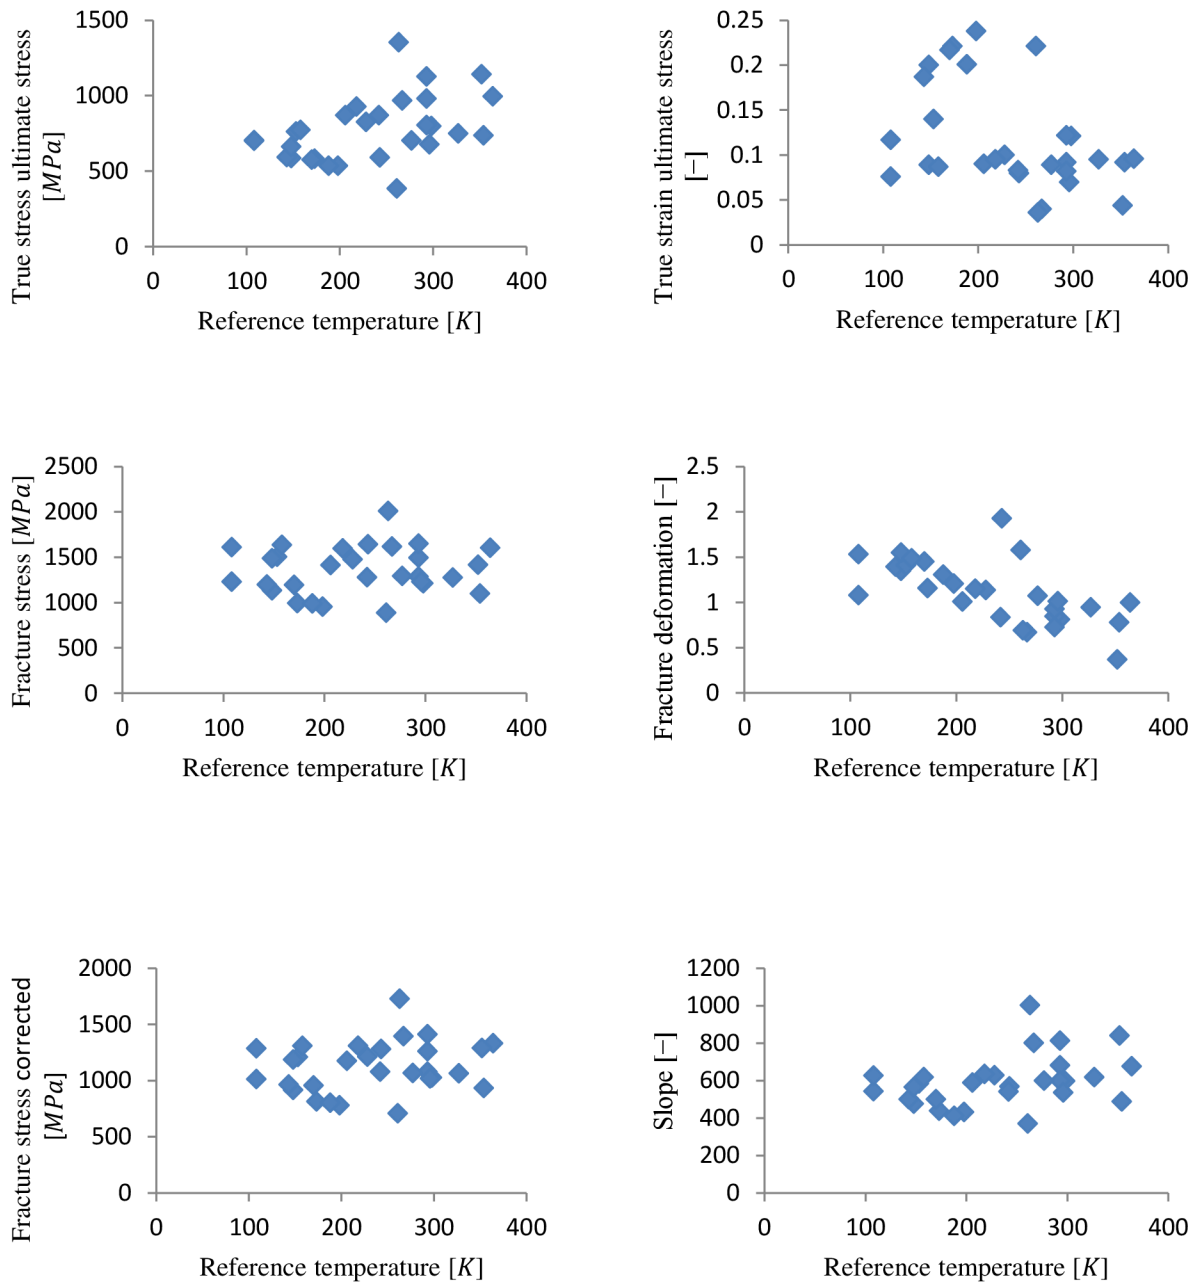 True stress ultimate stress
[MPa]
1500
1000
500
0
0 100 200 300 400
Reference temperature [K]
True strain ultimate stress
[−]
0.25
0.2
0.15
0.1
0.05
0
0 100 200 300 400
Reference temperature [K]
Fracture stress [MPa]
2500
2000
1500
1000
500
0
0 100 200 300 400
Reference temperature [K]
Fracture deformation [−]
2.5
2
1.5
1
0.5
0
0 100 200 300 400
Reference temperature [K]
Fracture stress corrected
[MPa]
2000
1500
1000
500
0
0 100 200 300 400
Reference temperature [K]
Slope [−]
1200
1000
800
600
400
200
0
0 100 200 300 400
Reference temperature [K]